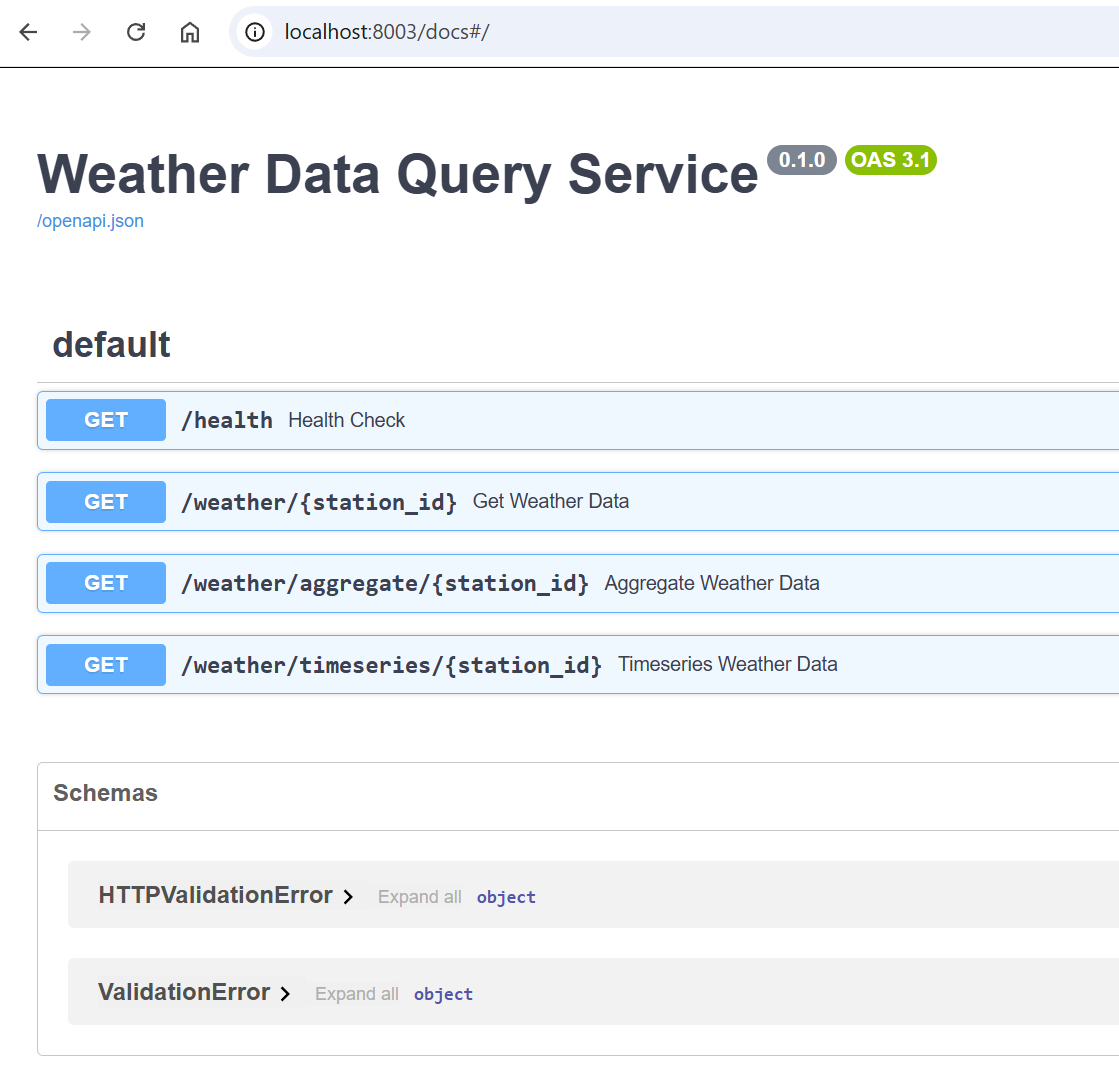 localhost:8003/docs#/
Weather Data Query Service 0.1.0 OAS 3.1
/openapi.json
default
GET /health Health Check
GET /weather/{station_id} Get Weather Data
GET /weather/aggregate/{station_id} Aggregate Weather Data
GET /weather/timeseries/{station_id} Timeseries Weather Data
Schemas
HTTPValidationError Expand all object
ValidationError Expand all object